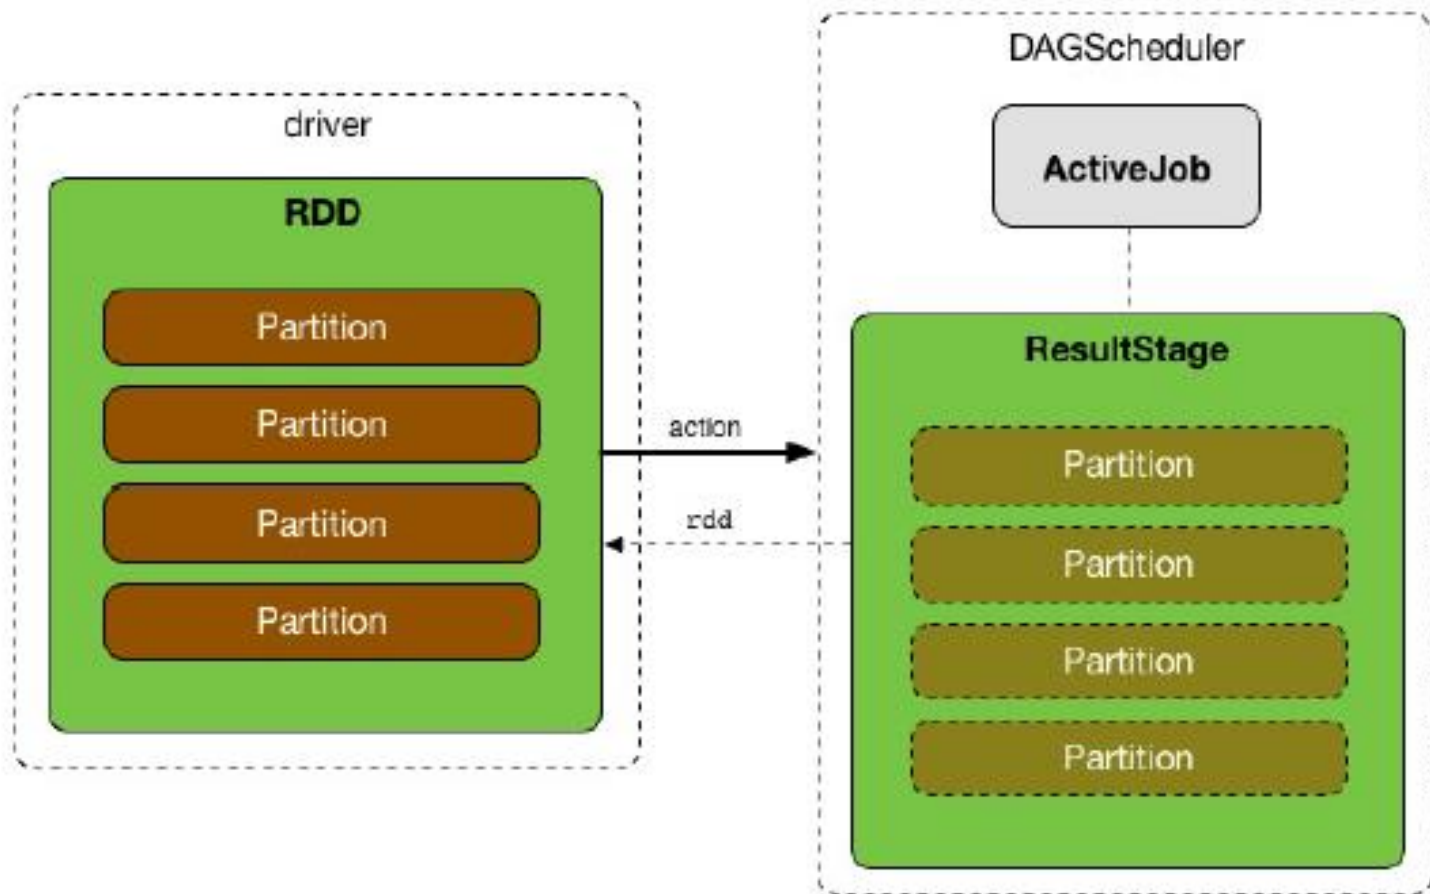 driver
RDD
Partition
Partition
Partition
Partition
action
rdd
DAGScheduler
ActiveJob
ResultStage
Partition
Partition
Partition
Partition